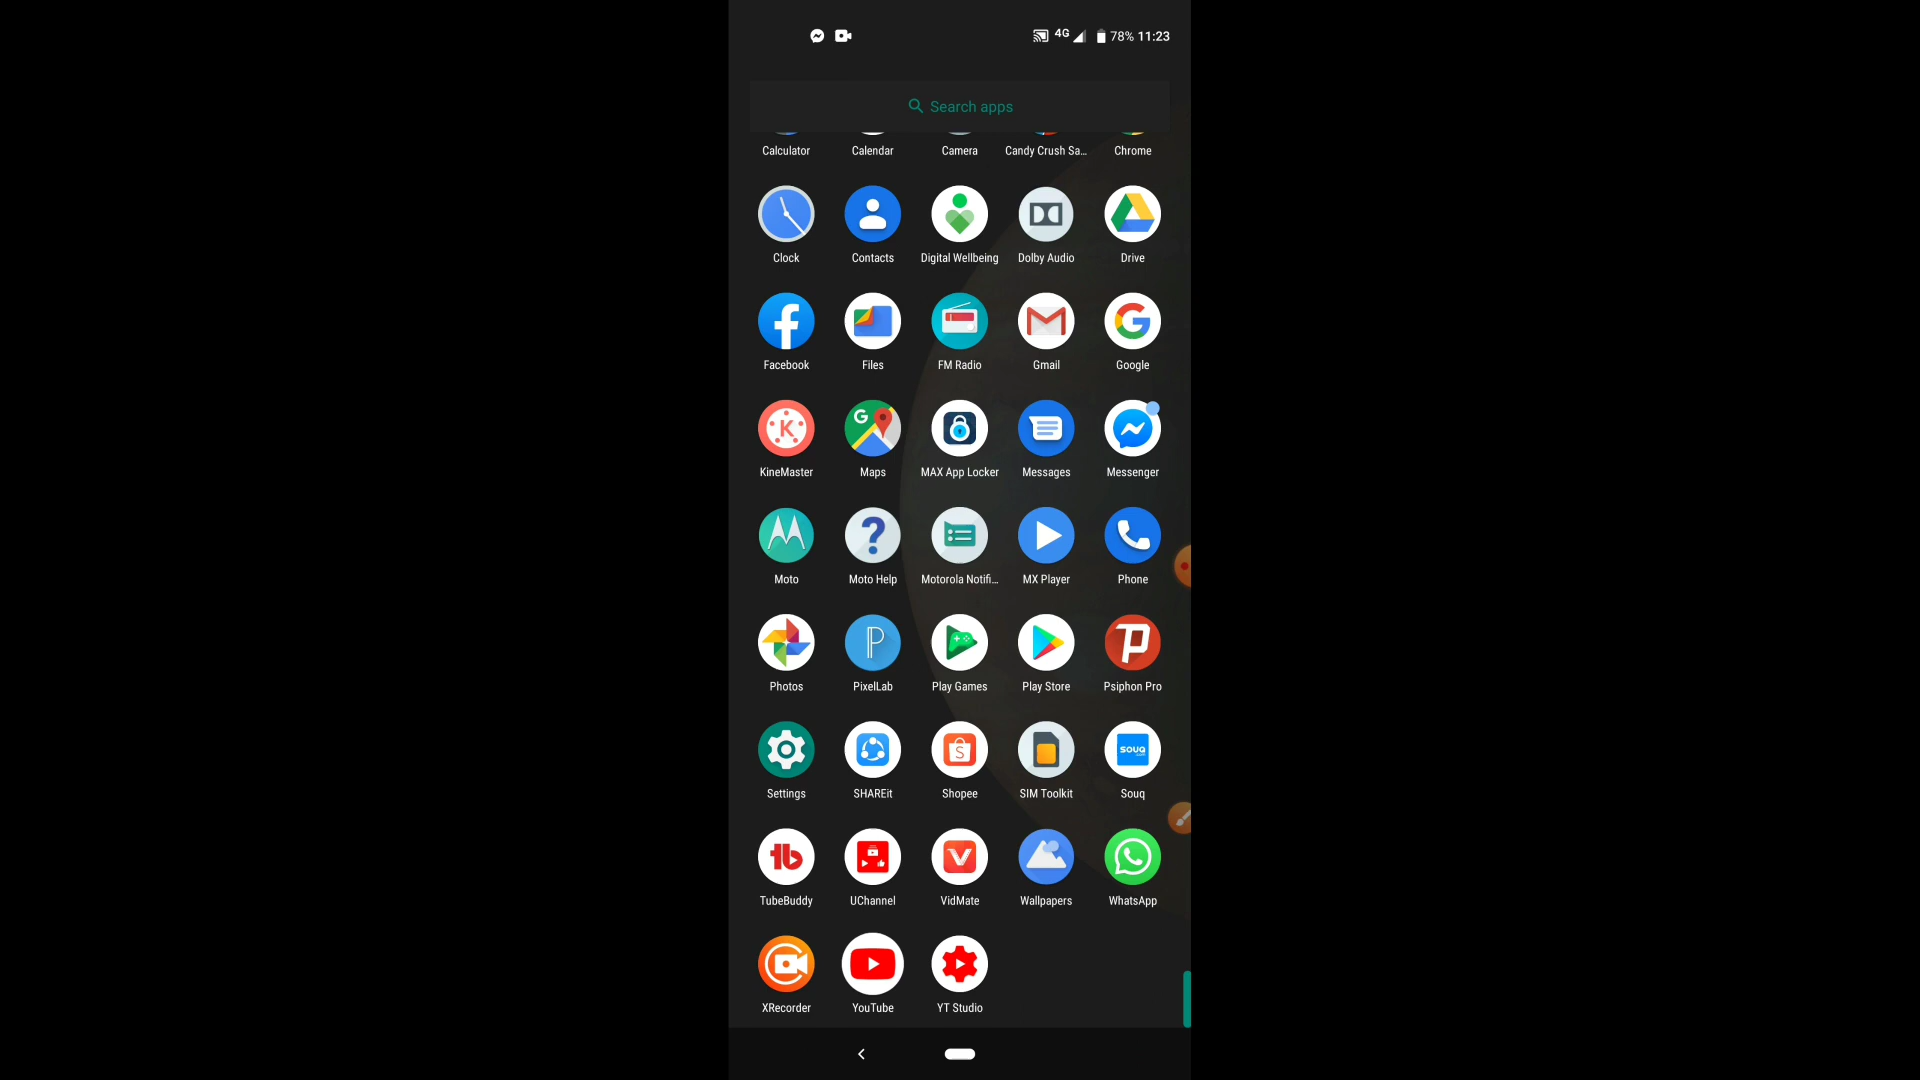 4G 78% 11:23
Search apps
Calculator Calendar Camera Candy Crush Sa... Chrome
Clock Contacts Digital Wellbeing Dolby Audio Drive
Facebook Files FM Radio Gmail Google
KineMaster Maps MAX App Locker Messages Messenger
Moto Moto Help Motorola Notifi... MX Player Phone
Photos PixelLab Play Games Play Store Psiphon Pro
souq
Settings SHAREit Shopee SIM Toolkit Souq
TubeBuddy UChannel VidMate Wallpapers WhatsApp
XRecorder YouTube YT Studio